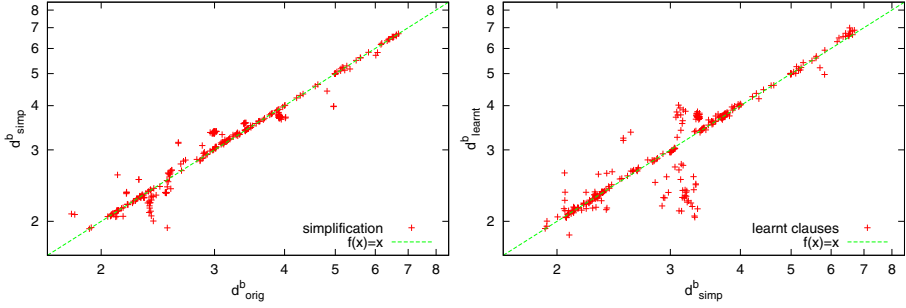 8
7
6
5
4
3
2
d^b_simp
simplification
f(x)=x
2 3 4 5 6 7 8
d^b_orig
8
7
6
5
4
3
2
d^b_learnt
learnt clauses
f(x)=x
2 3 4 5 6 7 8
d^b_simp